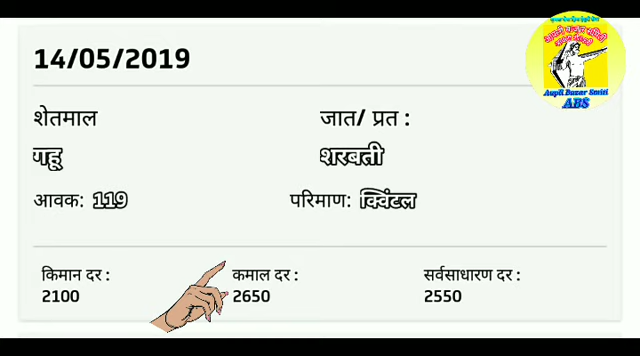 14/05/2019
शेतमाल
जात/ प्रत :
गहू
शरबती
आवक: 119
परिमाण: क्विंटल
किमान दर :
कमाल दर :
सर्वसाधारण दर :
2100
2650
2550
Aapli Bazar Smiti
ABS